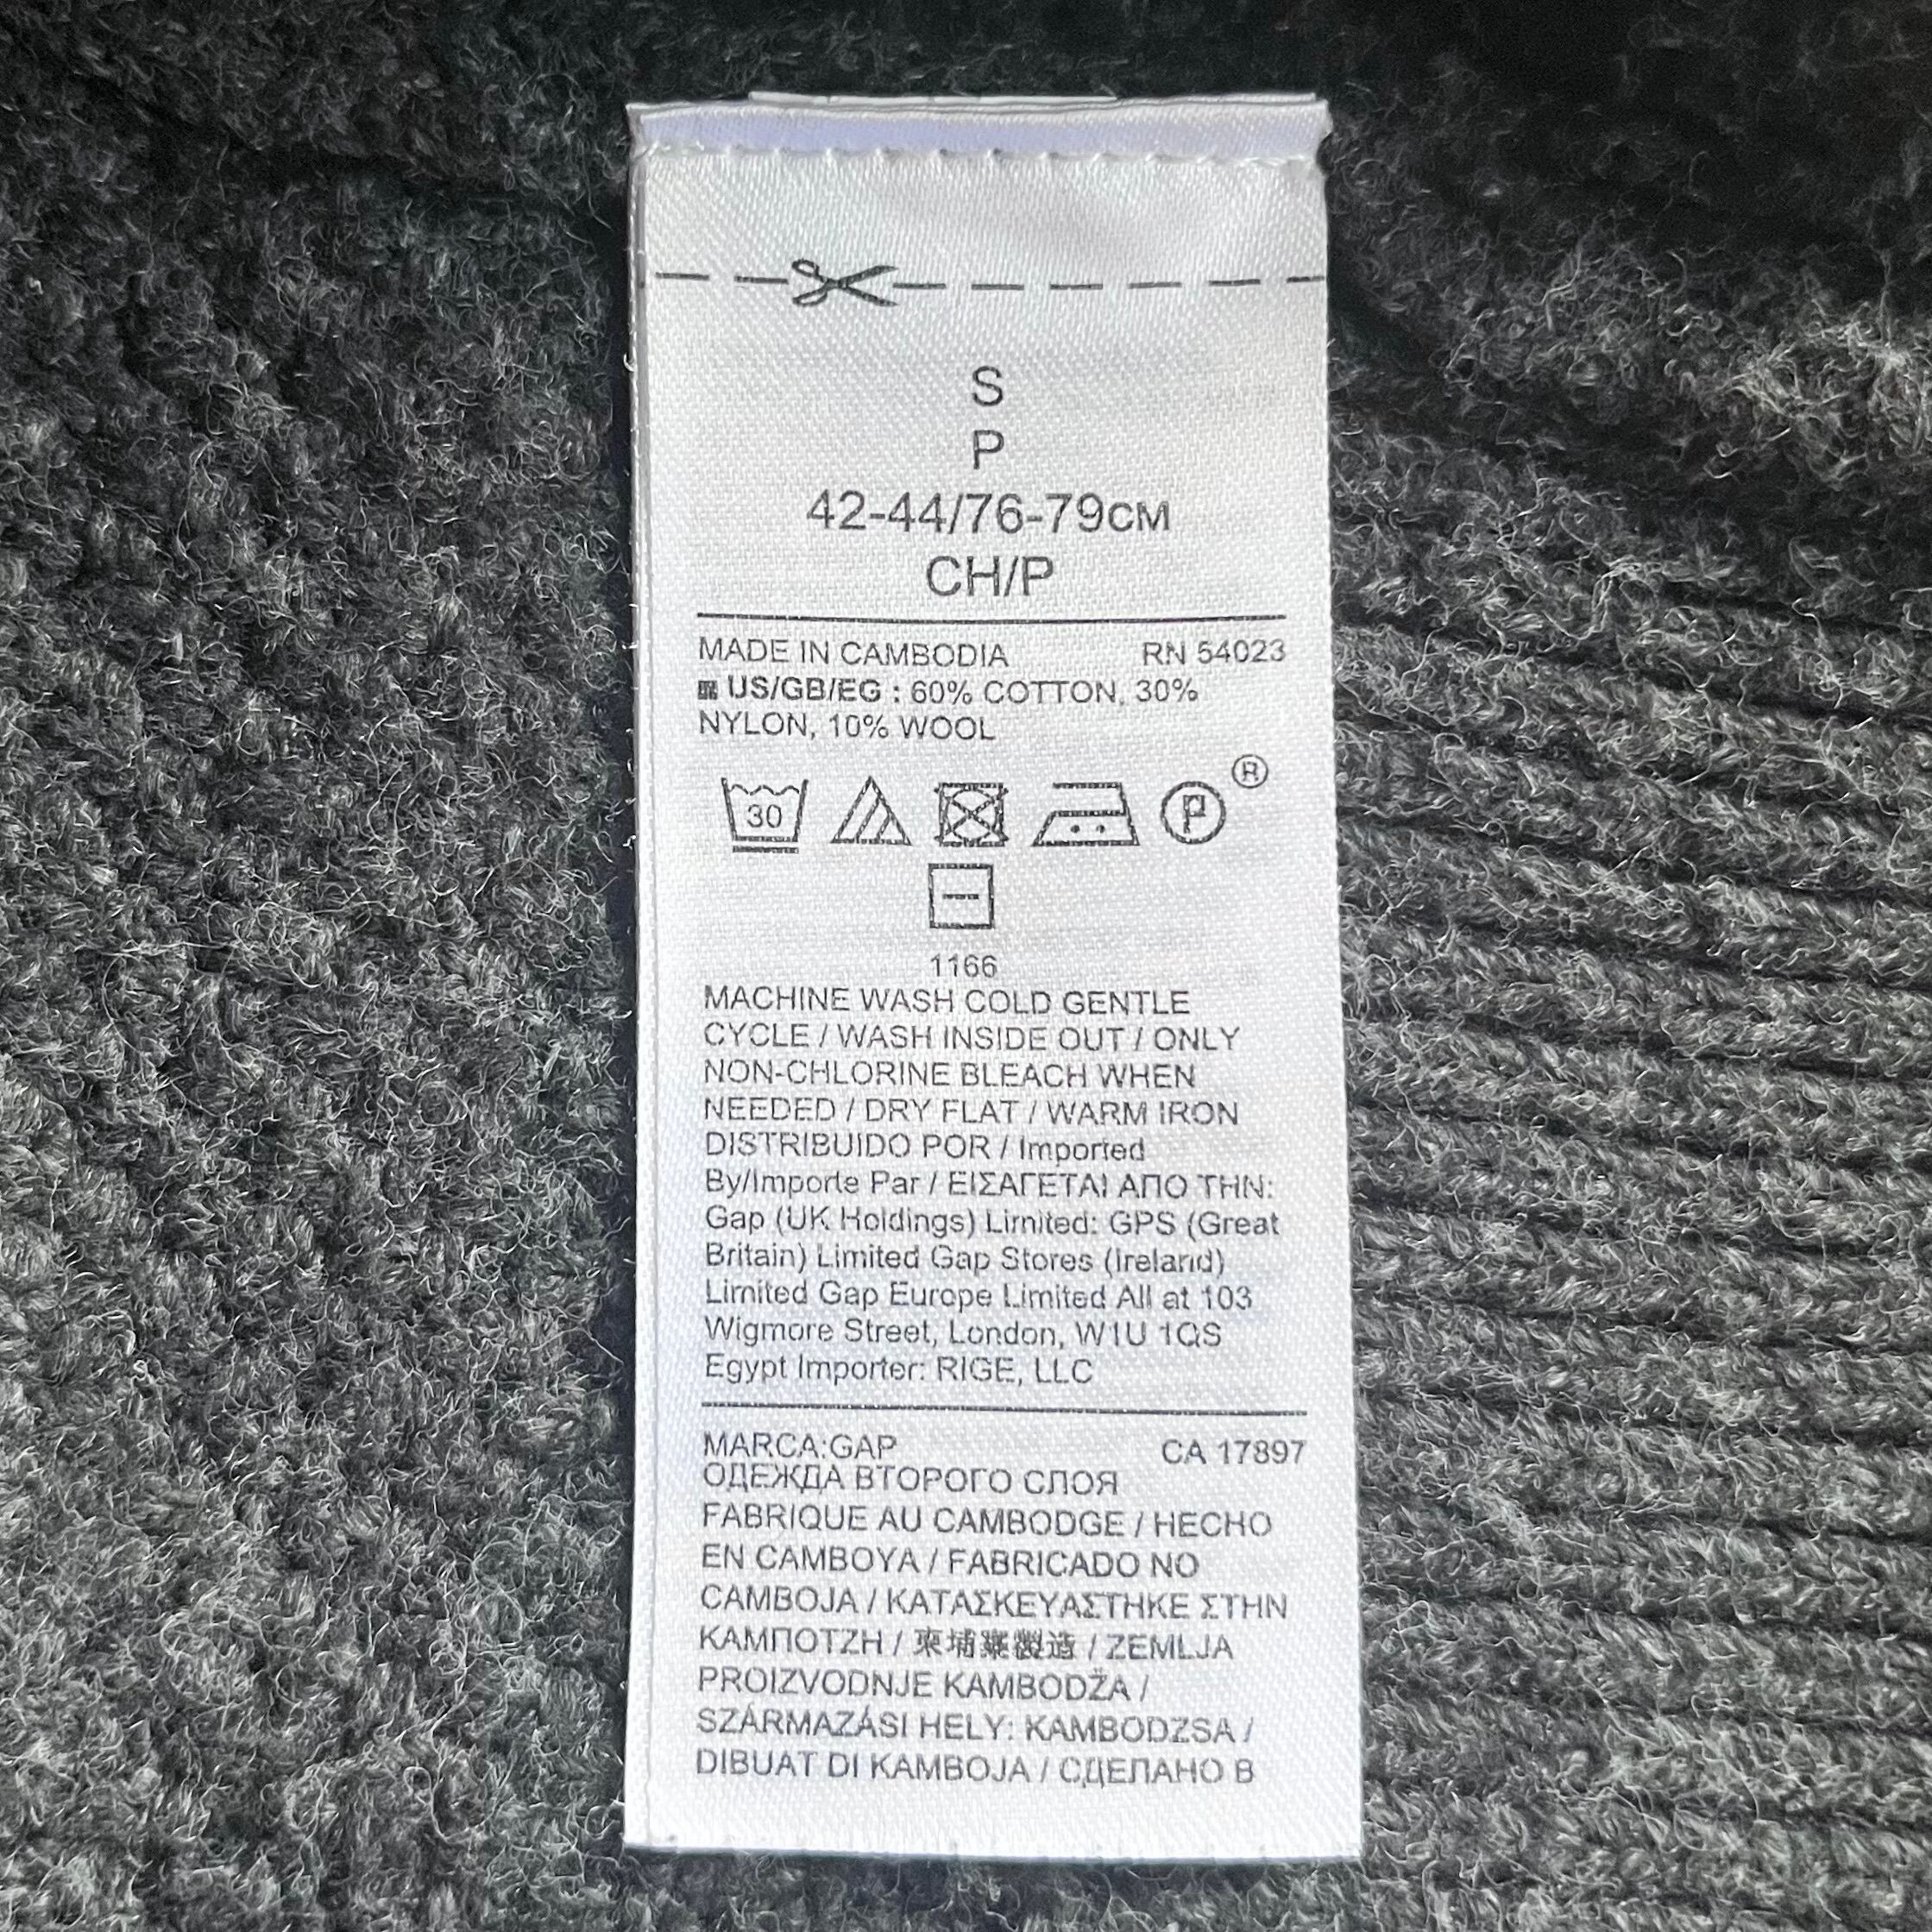 S
P
42-44/76-79см
CH/P
MADE IN CAMBODIA RN 54023
US/GB/EG : 60% COTTON, 30%
NYLON, 10% WOOL
30 P ®
1166
MACHINE WASH COLD GENTLE
CYCLE / WASH INSIDE OUT / ONLY
NON-CHLORINE BLEACH WHEN
NEEDED / DRY FLAT / WARM IRON
DISTRIBUIDO POR / Imported
By/Importe Par / ΕΙΣΑΓΕΤΑΙ ΑΠΟ ΤΗΝ:
Gap (UK Holdings) Limited: GPS (Great
Britain) Limited Gap Stores (Ireland)
Limited Gap Europe Limited All at 103
Wigmore Street, London, W1U 1QS
Egypt Importer: RIGE, LLC
MARCA:GAP CA 17897
ОДЕЖДА ВТОРОГО СЛОЯ
FABRIQUE AU CAMBODGE / HECHO
EN CAMBOYA / FABRICADO NO
CAMBOJA / ΚΑΤΑΣΚΕΥΑΣΤΗΚΕ ΣΤΗΝ
ΚΑΜΠΟΤΖΗ / 柬埔寨製造 / ZEMLJA
PROIZVODNJE KAMBODŽA /
SZÁRMAZÁSI HELY: KAMBODZSA /
DIBUAT DI KAMBOJA / СДЕЛАНО В